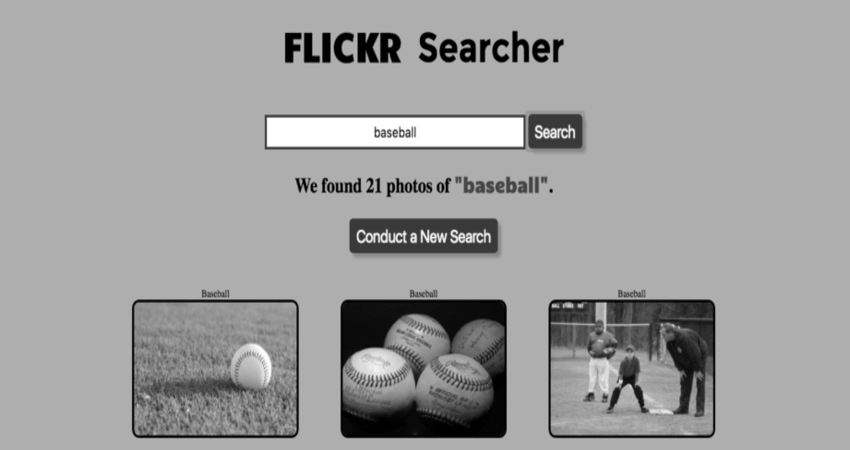 FLICKR Searcher
baseball Search
We found 21 photos of "baseball".
Conduct a New Search
Baseball Baseball Baseball